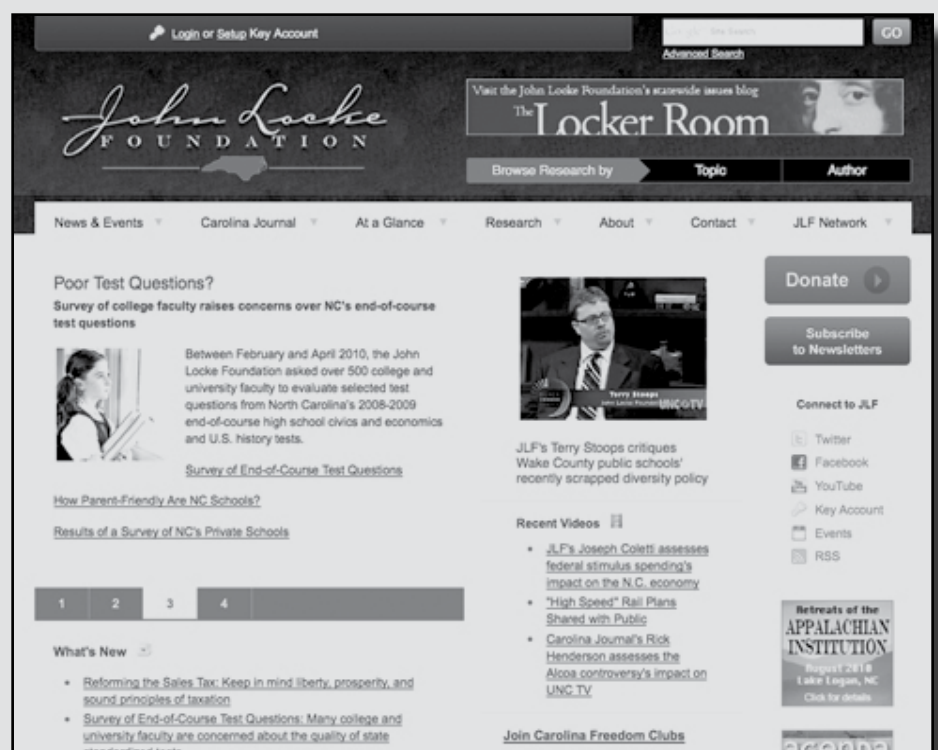 Login or Setup Key Account
GO
Advanced Search
John Locke
FOUNDATION
Visit the John Locke Foundation's statewide issues blog
The Locker Room
Browse Research by
Topic
Author
News & Events
Carolina Journal
At a Glance
Research
About
Contact
JLF Network
Poor Test Questions?
Survey of college faculty raises concerns over NC's end-of-course
test questions
Between February and April 2010, the John
Locke Foundation asked over 500 college and
university faculty to evaluate selected test
questions from North Carolina's 2008-2009
end-of-course high school civics and economics
and U.S. history tests.
Survey of End-of-Course Test Questions
How Parent-Friendly Are NC Schools?
Results of a Survey of NC's Private Schools
1
2
3
4
What's New
• Reforming the Sales Tax: Keep in mind liberty, prosperity, and
sound principles of taxation
• Survey of End-of-Course Test Questions: Many college and
university faculty are concerned about the quality of state
Terry Stoops
UNC TV
JLF's Terry Stoops critiques
Wake County public schools'
recently scrapped diversity policy
Recent Videos
• JLF's Joseph Coletti assesses
federal stimulus spending's
impact on the N.C. economy
• "High Speed" Rail Plans
Shared with Public
• Carolina Journal's Rick
Henderson assesses the
Alcoa controversy's impact on
UNC TV
Join Carolina Freedom Clubs
Donate
Subscribe
to Newsletters
Connect to JLF
Twitter
Facebook
YouTube
Key Account
Events
RSS
Retreats of the
APPALACHIAN
INSTITUTION
August 2010
Lake Logan, NC
Click for details